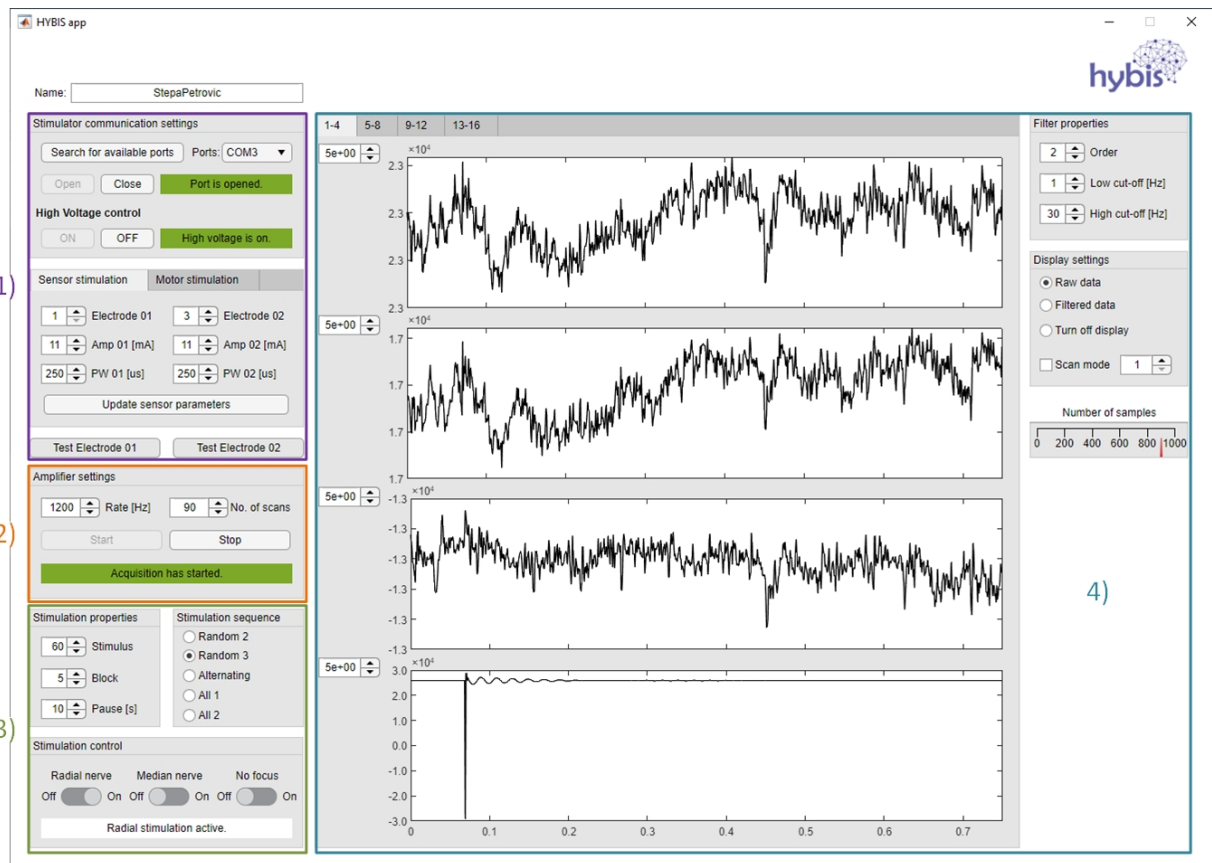 HYBIS app
hybis
Name: StepaPetrovic
Stimulator communication settings
Search for available ports Ports: COM3
Open Close Port is opened.
High Voltage control
ON OFF High voltage is on.
1)
Sensor stimulation Motor stimulation
1 Electrode 01 3 Electrode 02
11 Amp 01 [mA] 11 Amp 02 [mA]
250 PW 01 [us] 250 PW 02 [us]
Update sensor parameters
Test Electrode 01 Test Electrode 02
2)
Amplifier settings
1200 Rate [Hz] 90 No. of scans
Start Stop
Acquisition has started.
3)
Stimulation properties
60 Stimulus
5 Block
10 Pause [s]
Stimulation sequence
Random 2
Random 3
Alternating
All 1
All 2
Stimulation control
Radial nerve Median nerve No focus
Off On Off On Off On
Radial stimulation active.
1-4 5-8 9-12 13-16
5e+00 ×10⁴
2.3
2.3
2.3
2.3
5e+00 ×10⁴
1.7
1.7
1.7
1.7
5e+00 ×10⁴
-1.3
-1.3
-1.3
-1.3
5e+00 ×10⁴
3.0
2.0
1.0
0.0
-1.0
-2.0
-3.0
0 0.1 0.2 0.3 0.4 0.5 0.6 0.7
Filter properties
2 Order
1 Low cut-off [Hz]
30 High cut-off [Hz]
Display settings
Raw data
Filtered data
Turn off display
Scan mode 1
Number of samples
0 200 400 600 800 1000
4)